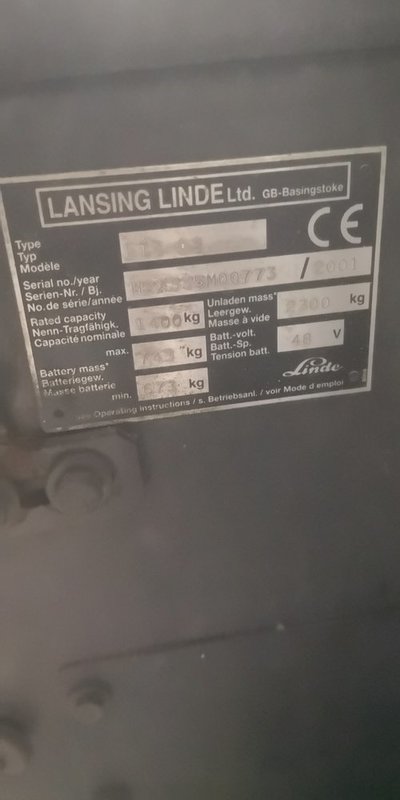 LANSING LINDE Ltd. GB-Basingstoke
Type
Typ
Modèle
CE
Serial no./year
Serien-Nr. / Bj.
No. de série/année
/ 2001
Rated capacity
Nenn-Tragfähigk.
Capacité nominale
1400 kg
Unladen mass*
Leergew.
Masse à vide
2300 kg
Battery mass*
Batteriegew.
Masse batterie
max. kg
min. kg
Batt.-volt.
Batt.-Sp.
Tension batt.
48 V
Linde
see Operating Instructions / s. Betriebsanl. / voir Mode d emploi